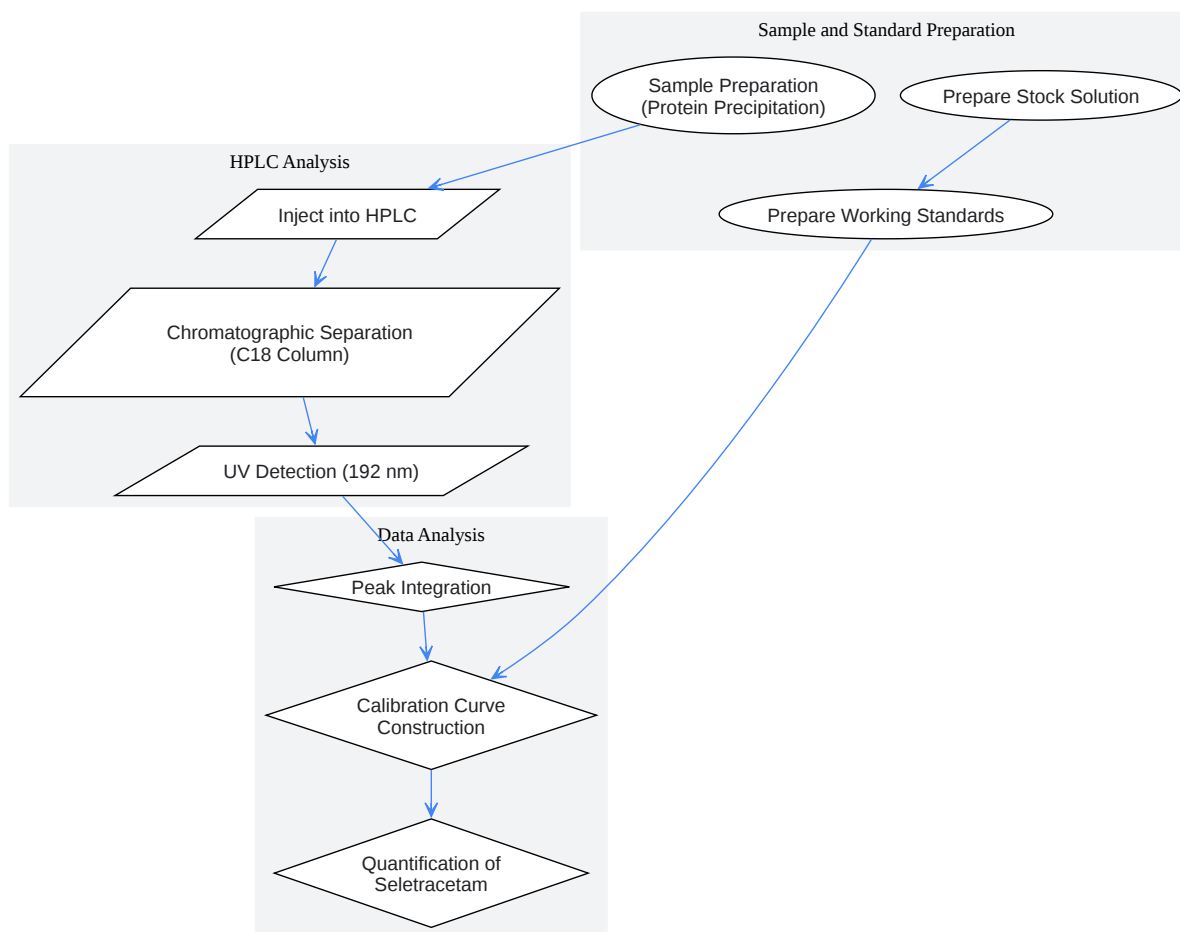 Sample and Standard Preparation
Sample Preparation
(Protein Precipitation)
Prepare Stock Solution
Prepare Working Standards
HPLC Analysis
Inject into HPLC
Chromatographic Separation
(C18 Column)
UV Detection (192 nm)
Data Analysis
Peak Integration
Calibration Curve
Construction
Quantification of
Seletracetam